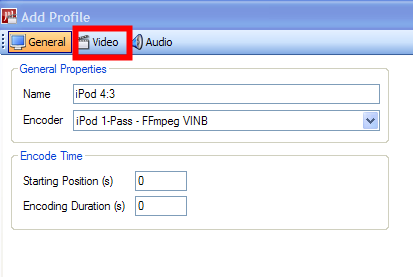 Add Profile
General Video Audio
General Properties
Name iPod 4:3
Encoder iPod 1-Pass - FFmpeg VINB
Encode Time
Starting Position (s) 0
Encoding Duration (s) 0